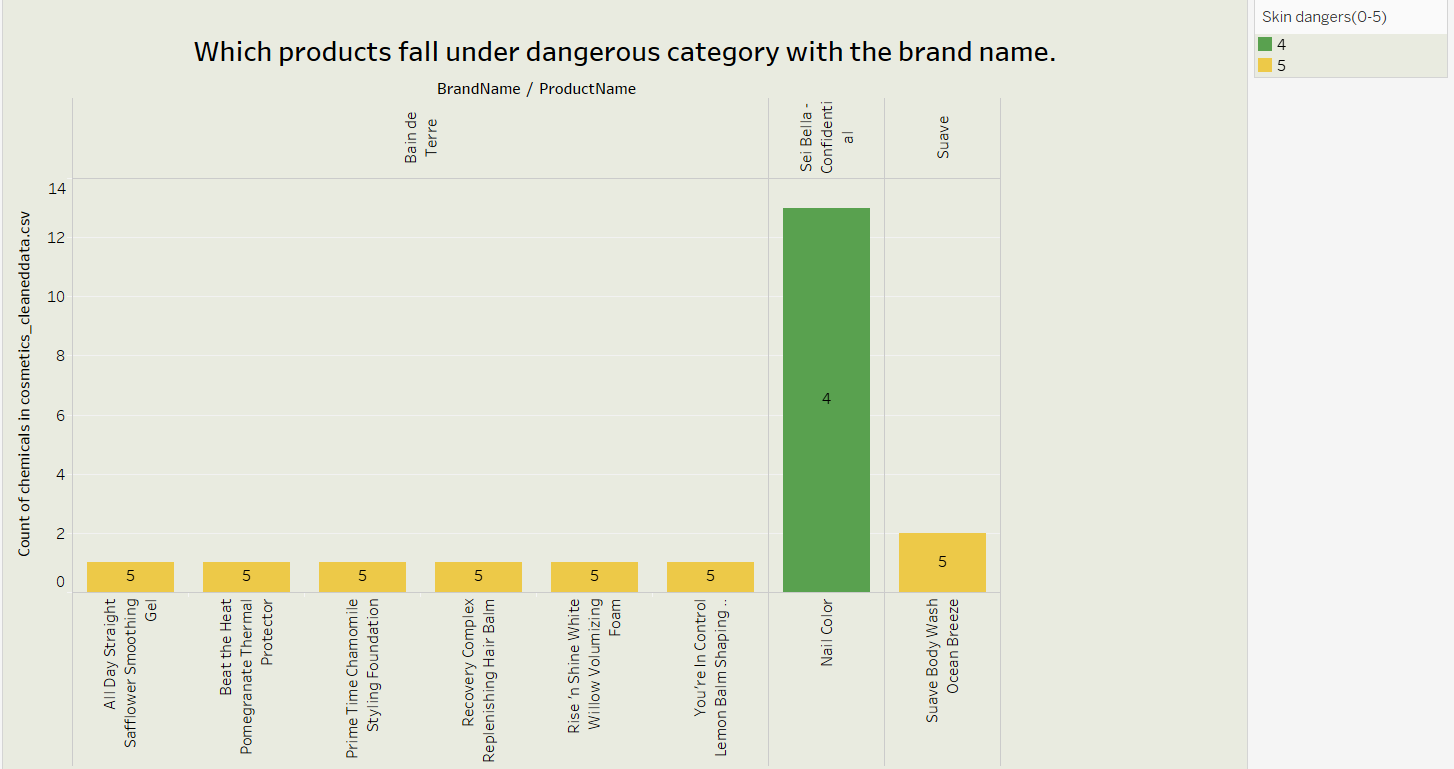 Which products fall under dangerous category with the brand name.
Skin dangers(0-5)
4
5
BrandName / ProductName
Bain de
Terre
Sei Bella -
Confidenti
al
Suave
Count of chemicals in cosmetics_cleaneddata.csv
14
12
10
8
6
4
2
0
5
5
5
5
5
5
4
5
All Day Straight
Safflower Smoothing
Gel
Beat the Heat
Pomegranate Thermal
Protector
Prime Time Chamomile
Styling Foundation
Recovery Complex
Replenishing Hair Balm
Rise ’n Shine White
Willow Volumizing
Foam
You’re In Control
Lemon Balm Shaping ..
Nail Color
Suave Body Wash
Ocean Breeze